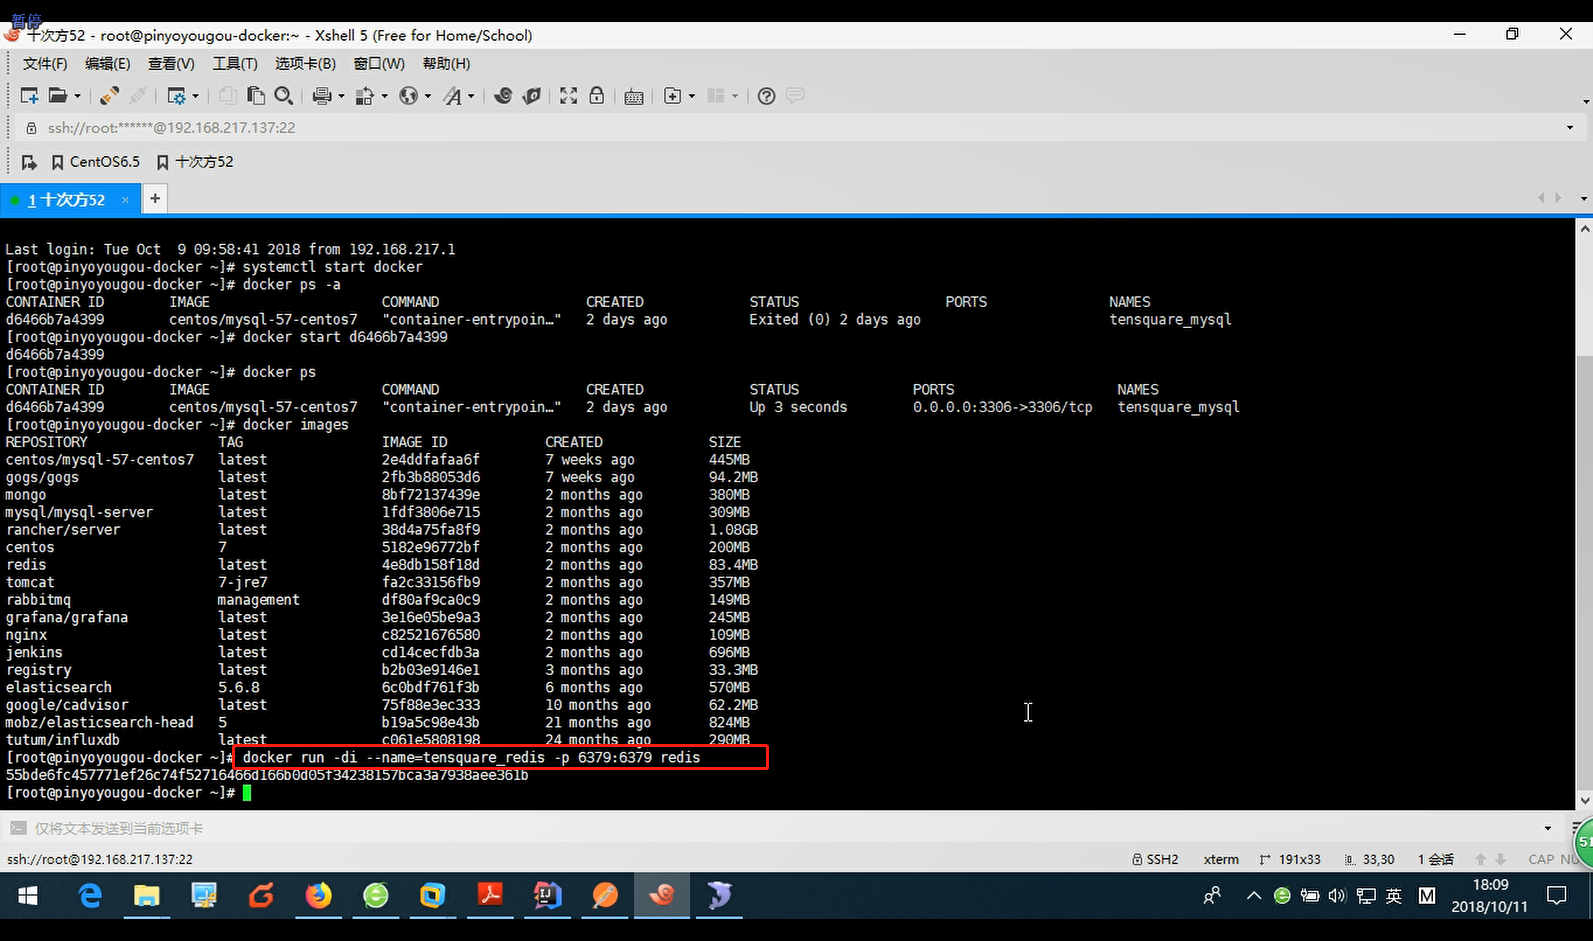 暂停
十次方52 - root@pinyoyougou-docker:~ - Xshell 5 (Free for Home/School)
文件(F) 编辑(E) 查看(V) 工具(T) 选项卡(B) 窗口(W) 帮助(H)
ssh://root:******@192.168.217.137:22
CentOS6.5 十次方52
1 十次方52
Last login: Tue Oct  9 09:58:41 2018 from 192.168.217.1
[root@pinyoyougou-docker ~]# systemctl start docker
[root@pinyoyougou-docker ~]# docker ps -a
CONTAINER ID IMAGE COMMAND CREATED STATUS PORTS NAMES
d6466b7a4399 centos/mysql-57-centos7 "container-entrypoin…" 2 days ago Exited (0) 2 days ago tensquare_mysql
[root@pinyoyougou-docker ~]# docker start d6466b7a4399
d6466b7a4399
[root@pinyoyougou-docker ~]# docker ps
CONTAINER ID IMAGE COMMAND CREATED STATUS PORTS NAMES
d6466b7a4399 centos/mysql-57-centos7 "container-entrypoin…" 2 days ago Up 3 seconds 0.0.0.0:3306->3306/tcp tensquare_mysql
[root@pinyoyougou-docker ~]# docker images
REPOSITORY TAG IMAGE ID CREATED SIZE
centos/mysql-57-centos7 latest 2e4ddfafaa6f 7 weeks ago 445MB
gogs/gogs latest 2fb3b88053d6 7 weeks ago 94.2MB
mongo latest 8bf72137439e 2 months ago 380MB
mysql/mysql-server latest 1fdf3806e715 2 months ago 309MB
rancher/server latest 38d4a75fa8f9 2 months ago 1.08GB
centos 7 5182e96772bf 2 months ago 200MB
redis latest 4e8db158f18d 2 months ago 83.4MB
tomcat 7-jre7 fa2c33156fb9 2 months ago 357MB
rabbitmq management df80af9ca0c9 2 months ago 149MB
grafana/grafana latest 3e16e05be9a3 2 months ago 245MB
nginx latest c82521676580 2 months ago 109MB
jenkins latest cd14cecfdb3a 2 months ago 696MB
registry latest b2b03e9146e1 3 months ago 33.3MB
elasticsearch 5.6.8 6c0bdf761f3b 6 months ago 570MB
google/cadvisor latest 75f88e3ec333 10 months ago 62.2MB
mobz/elasticsearch-head 5 b19a5c98e43b 21 months ago 824MB
tutum/influxdb latest c061e5808198 24 months ago 290MB
[root@pinyoyougou-docker ~]# docker run -di --name=tensquare_redis -p 6379:6379 redis
55bde6fc457771ef26c74f52716466d166b0d05f34238157bca3a7938aee361b
[root@pinyoyougou-docker ~]#
仅将文本发送到当前选项卡
51
ssh://root@192.168.217.137:22 SSH2 xterm 191x33 33,30 1 会话 CAP NU
英 M 18:09
2018/10/11